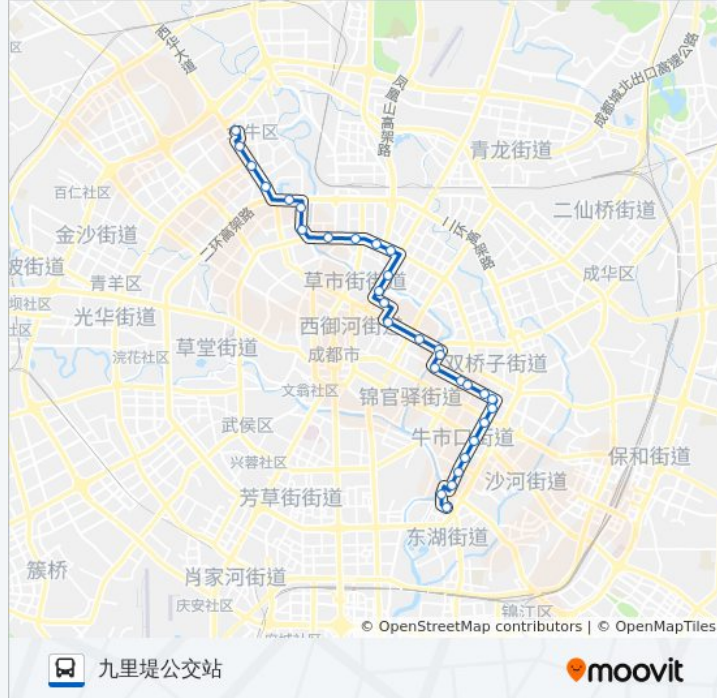 西华大道
凤凰山高架路
成都城北出口高速公路
区
牛区
青龙街道
百仁社区
二仙桥街道
金沙街道
二环高架路
二环高架路
坡街道
青羊区
草市街街道
成华区
坝社区
光华街道
西御河街道
社区
浣花社区
草堂街道
成都市
双桥子街道
文翁社区
锦官驿街道
武侯区
牛市口街道
兴蓉社区
保和街道
沙河街道
芳草街街道
东湖街道
簇桥
肖家河街道
庆安社区
锦江区
© OpenStreetMap contributors | © OpenMapTiles
九里堤公交站
moovit